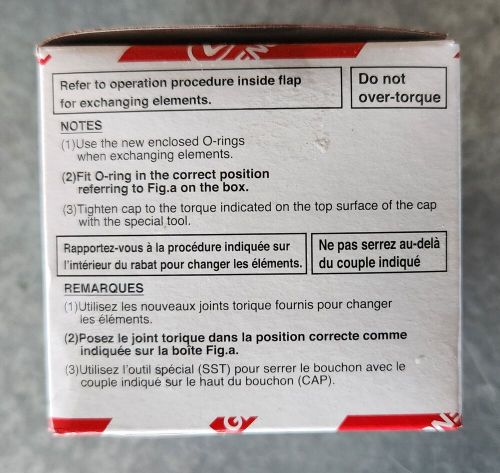 Refer to operation procedure inside flap
for exchanging elements.
Do not
over-torque
NOTES
(1)Use the new enclosed O-rings
when exchanging elements.
(2)Fit O-ring in the correct position
referring to Fig.a on the box.
(3)Tighten cap to the torque indicated on the top surface of the cap
with the special tool.
Rapportez-vous à la procédure indiquée sur
l'intérieur du rabat pour changer les éléments.
Ne pas serrez au-delà
du couple indiqué
REMARQUES
(1)Utilisez les nouveaux joints torique fournis pour changer
les éléments.
(2)Posez le joint torique dans la position correcte comme
indiquée sur la boîte Fig.a.
(3)Utilisez l'outil spécial (SST) pour serrer le bouchon avec le
couple indiqué sur le haut du bouchon (CAP).